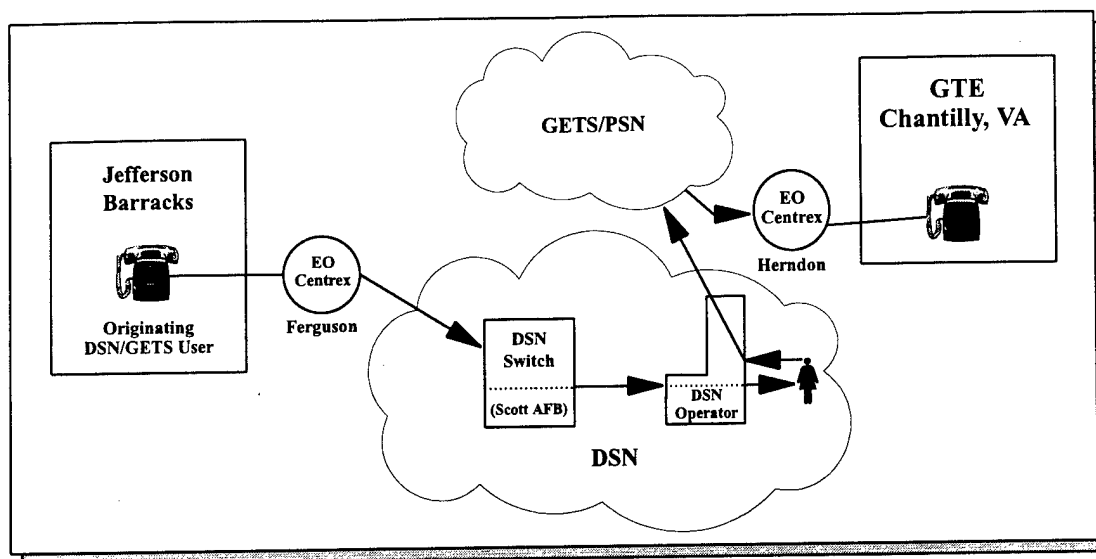 Jefferson
Barracks
Originating
DSN/GETS User
EO
Centrex
Ferguson
DSN
Switch
(Scott AFB)
DSN
Operator
DSN
GETS/PSN
EO
Centrex
Herndon
GTE
Chantilly, VA